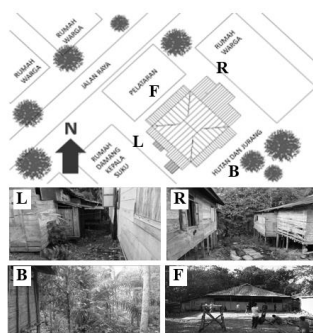 RUMAH
WARGA
RUMAH
WARGA
RUMAH
WARGA
JALAN RAYA
PELATARAN
R
F
N
L
RUMAH
DAMANG
KEPALA
SUKU
HUTAN DAN JURANG
B
L
R
B
F